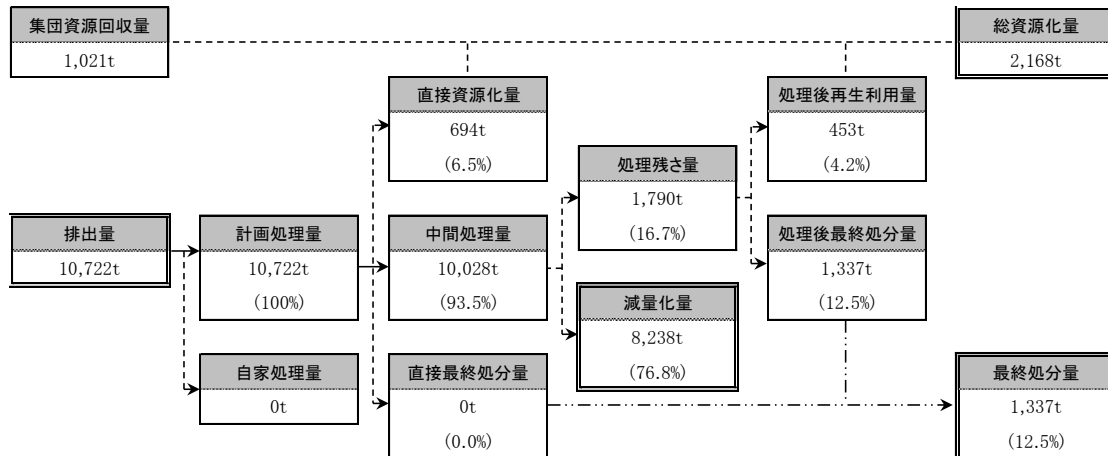 集団資源回収量
1,021t
総資源化量
2,168t
直接資源化量
694t
(6.5%)
処理後再生利用量
453t
(4.2%)
処理残さ量
1,790t
(16.7%)
排出量
10,722t
計画処理量
10,722t
(100%)
中間処理量
10,028t
(93.5%)
処理後最終処分量
1,337t
(12.5%)
減量化量
8,238t
(76.8%)
自家処理量
0t
直接最終処分量
0t
(0.0%)
最終処分量
1,337t
(12.5%)